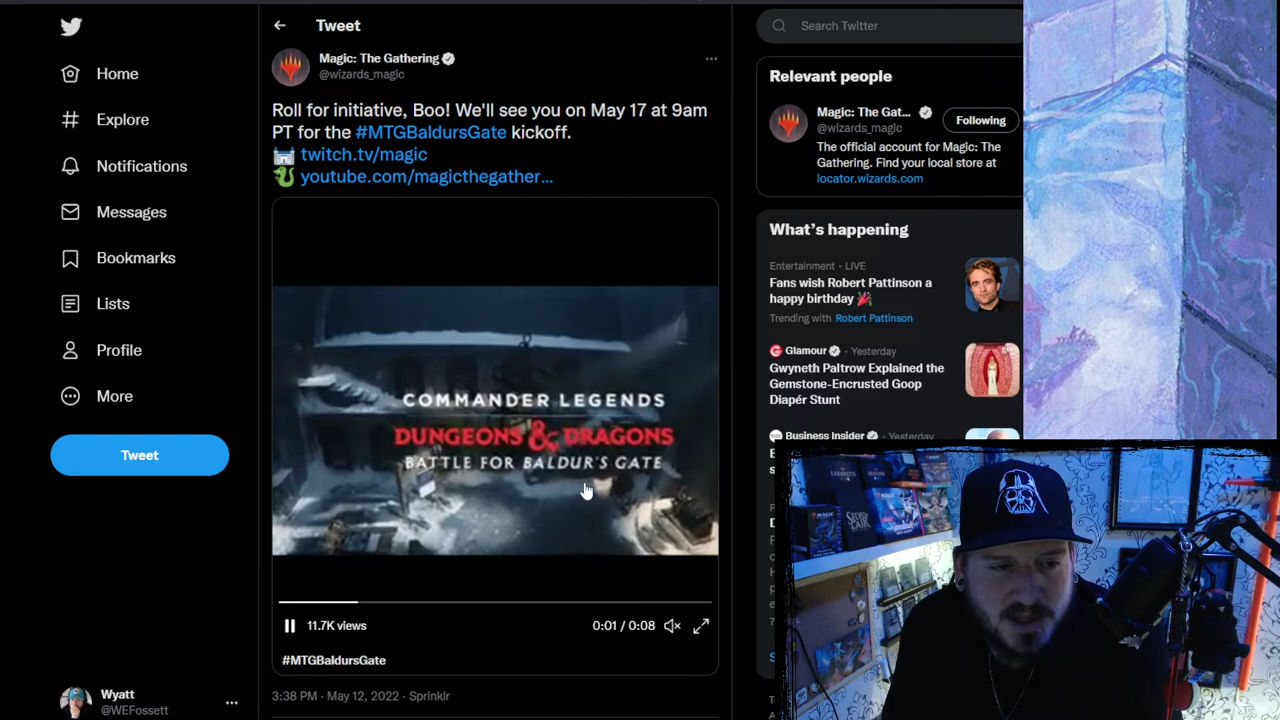 Home
Explore
Notifications
Messages
Bookmarks
Lists
Profile
More
Tweet
Wyatt
@WEFossett
Tweet
Magic: The Gathering
@wizards_magic
Roll for initiative, Boo! We'll see you on May 17 at 9am
PT for the #MTGBaldursGate kickoff.
twitch.tv/magic
youtube.com/magicthegather...
COMMANDER LEGENDS
DUNGEONS & DRAGONS
BATTLE FOR BALDUR'S GATE
11.7K views
0:01 / 0:08
#MTGBaldursGate
3:38 PM · May 12, 2022 · Sprinklr
Search Twitter
Relevant people
Magic: The Gat...
@wizards_magic
Following
The official account for Magic: The
Gathering. Find your local store at
locator.wizards.com
What's happening
Entertainment · LIVE
Fans wish Robert Pattinson a
happy birthday
Trending with Robert Pattinson
Glamour · Yesterday
Gwyneth Paltrow Explained the
Gemstone-Encrusted Goop
Diapér Stunt
Business Insider · Yesterday